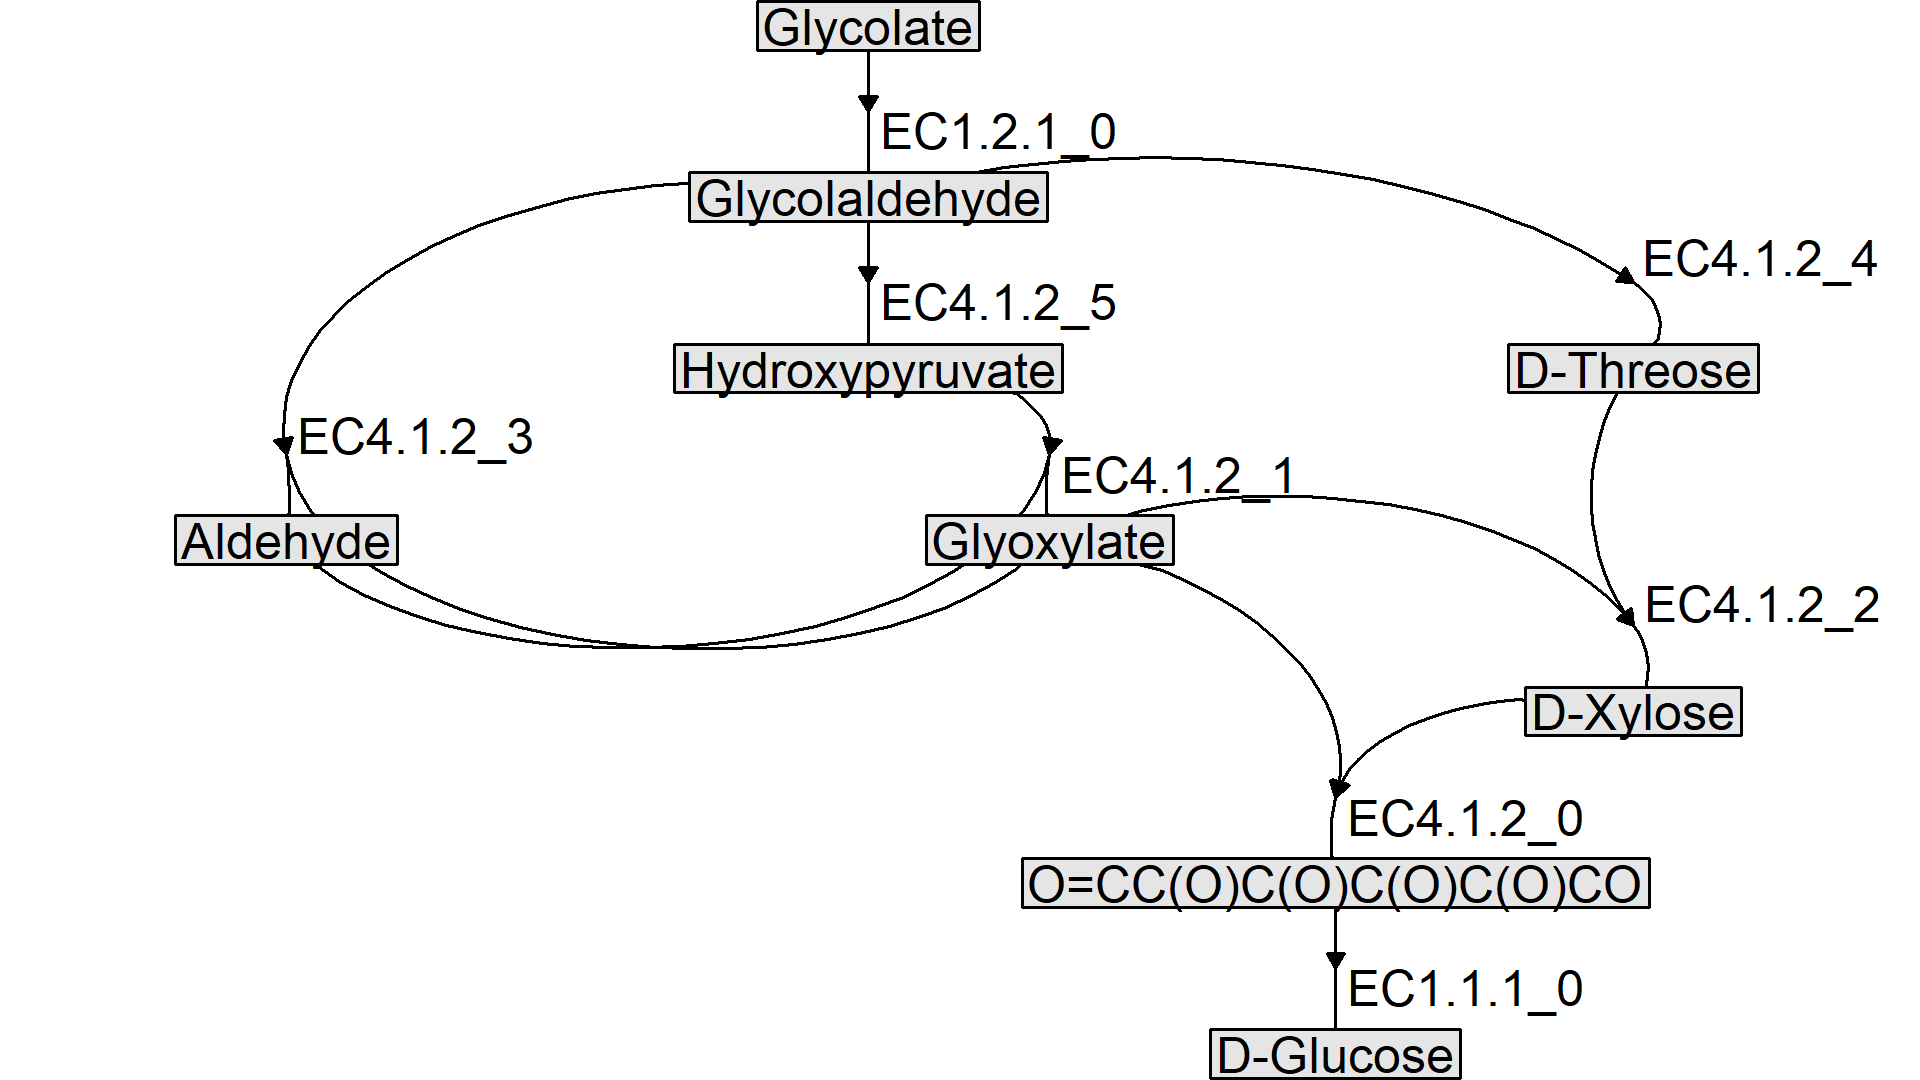 Glycolate
EC1.2.1_0
Glycolaldehyde
EC4.1.2_4
EC4.1.2_5
Hydroxypyruvate
D-Threose
EC4.1.2_3
EC4.1.2_1
Aldehyde
Glyoxylate
EC4.1.2_2
D-Xylose
EC4.1.2_0
O=CC(O)C(O)C(O)C(O)CO
EC1.1.1_0
D-Glucose